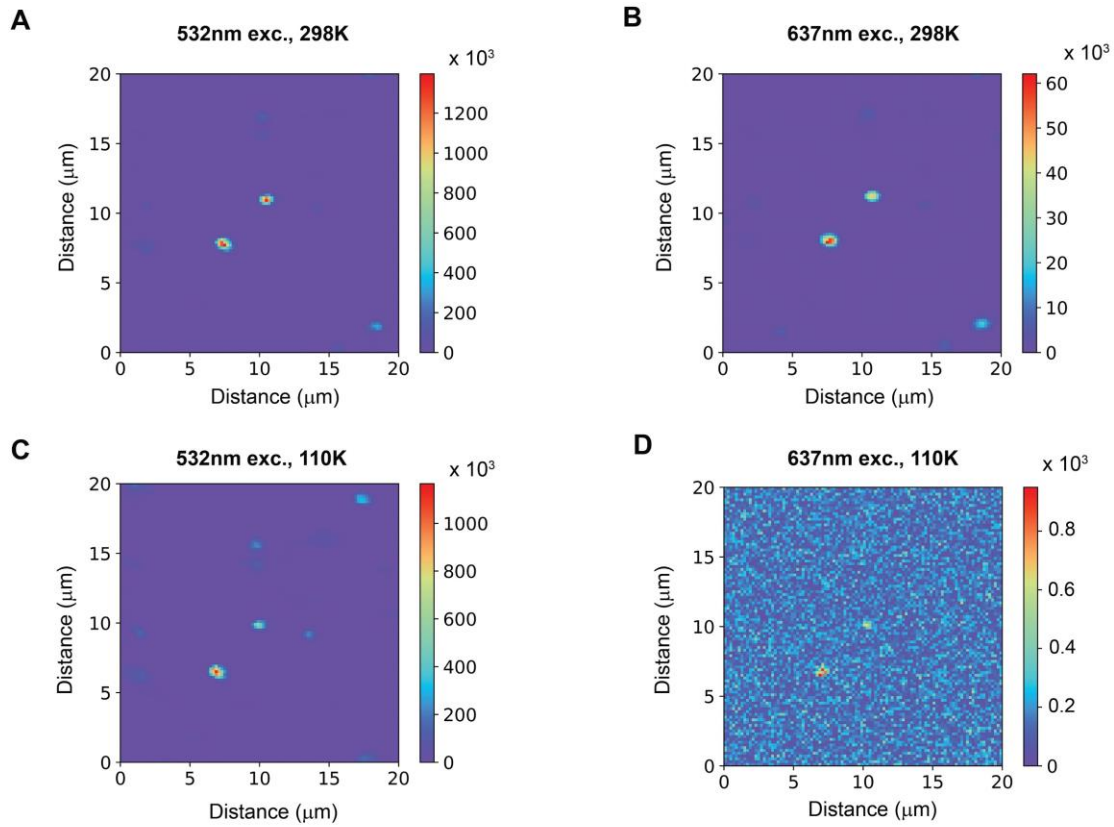 A
532nm exc., 298K
x 10³
20
15
10
5
0
0 5 10 15 20
Distance (μm)
Distance (μm)
1400
1200
1000
800
600
400
200
0
B
637nm exc., 298K
x 10³
20
15
10
5
0
0 5 10 15 20
Distance (μm)
Distance (μm)
60
50
40
30
20
10
0
C
532nm exc., 110K
x 10³
20
15
10
5
0
0 5 10 15 20
Distance (μm)
Distance (μm)
1000
800
600
400
200
0
D
637nm exc., 110K
x 10³
20
15
10
5
0
0 5 10 15 20
Distance (μm)
Distance (μm)
0.8
0.6
0.4
0.2
0